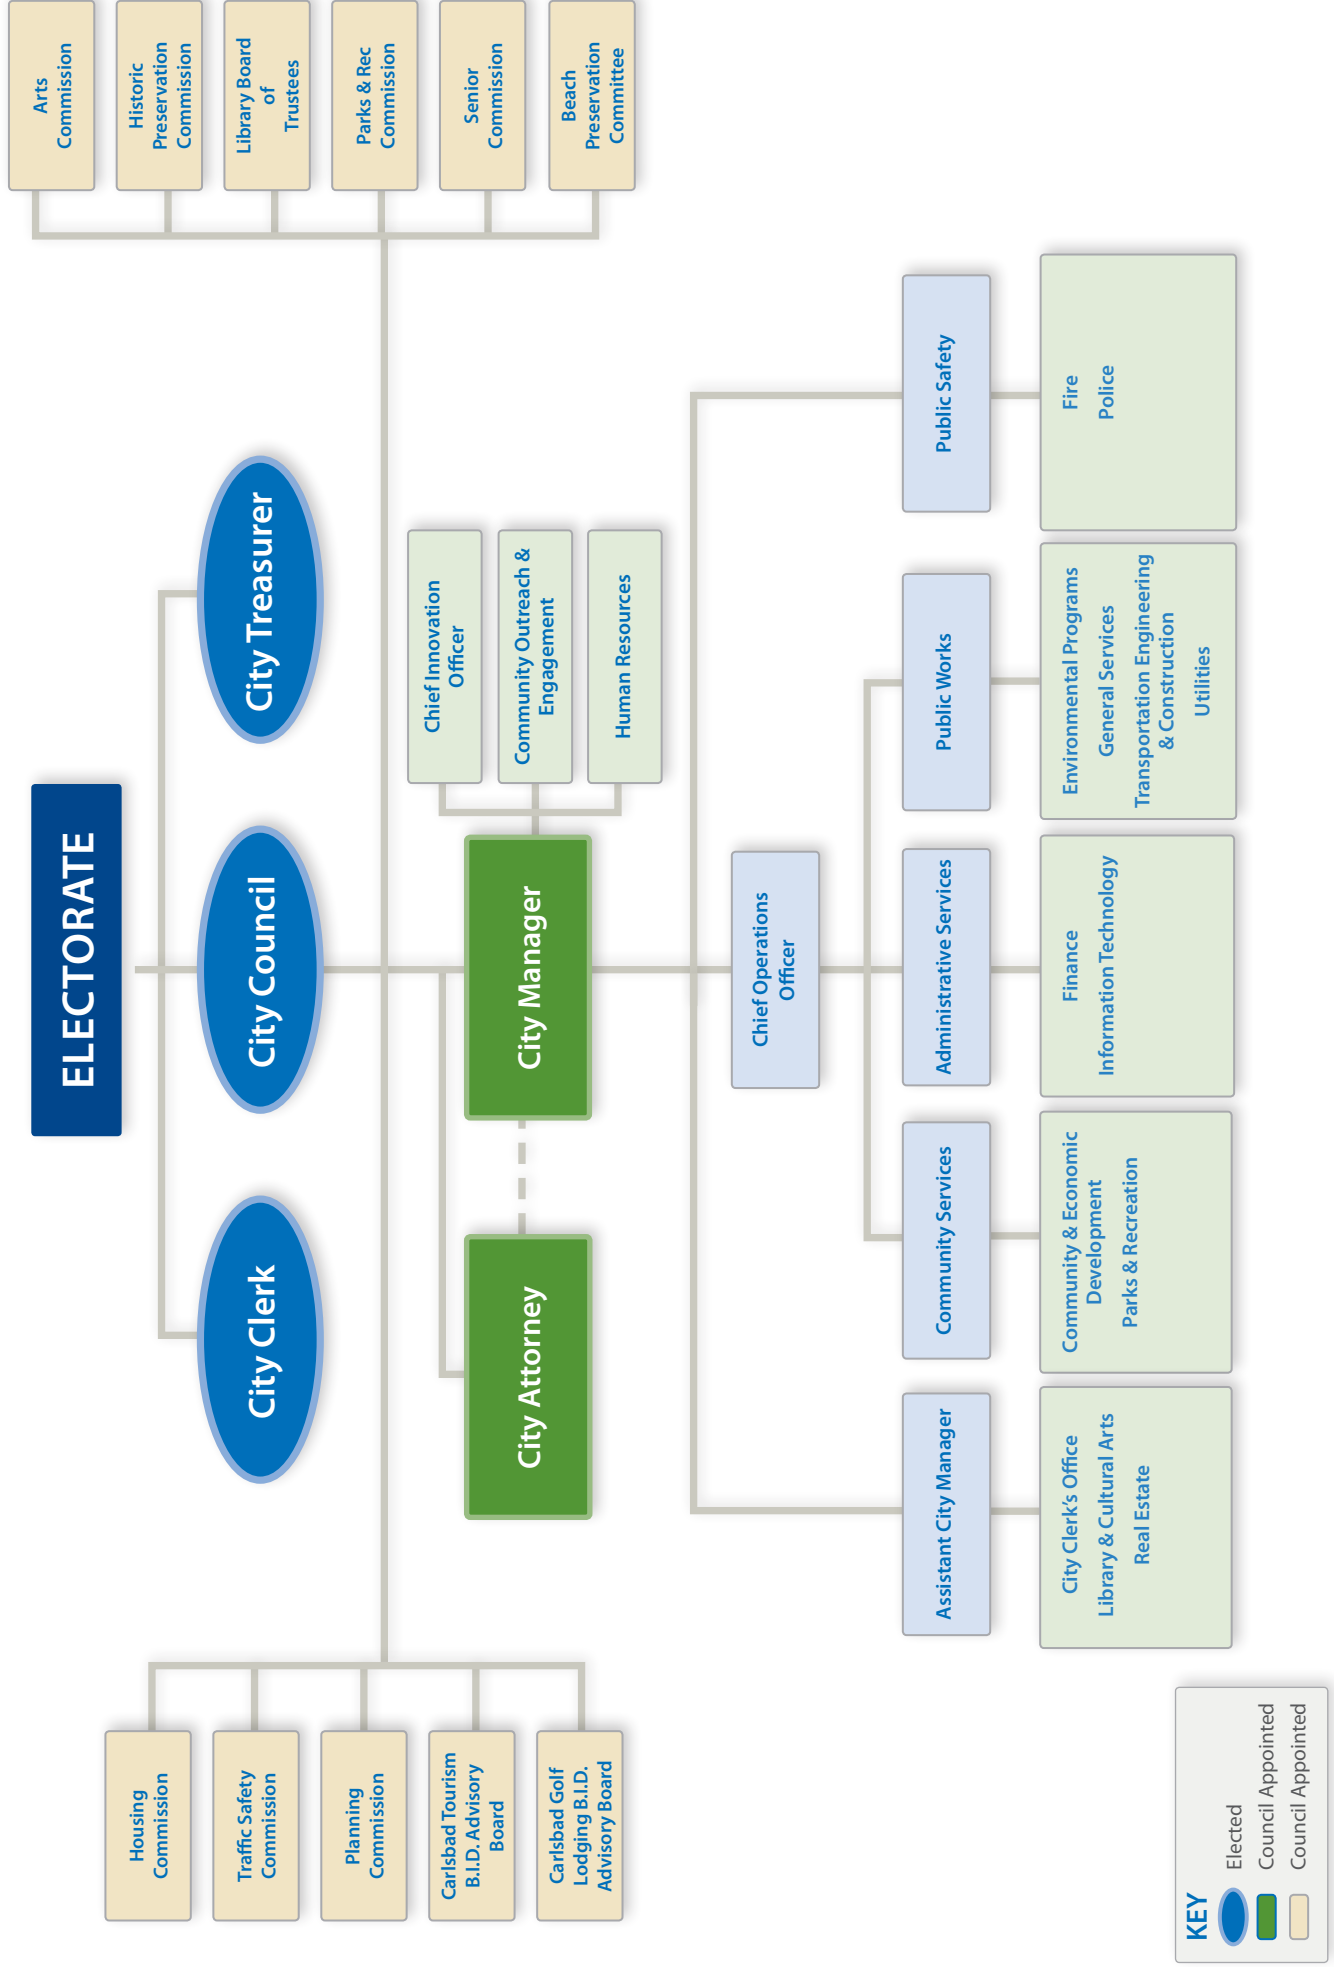 ELECTORATE
City Clerk
City Council
City Treasurer
Housing
Commission
Traffic Safety
Commission
Planning
Commission
Carlsbad Tourism
B.I.D. Advisory
Board
Carlsbad Golf
Lodging B.I.D.
Advisory Board
Arts
Commission
Historic
Preservation
Commission
Library Board
of
Trustees
Parks & Rec
Commission
Senior
Commission
Beach
Preservation
Committee
City Attorney
City Manager
Chief Innovation
Officer
Community Outreach &
Engagement
Human Resources
Chief Operations
Officer
Assistant City Manager
Community Services
Administrative Services
Public Works
Public Safety
City Clerk’s Office
Library & Cultural Arts
Real Estate
Community & Economic
Development
Parks & Recreation
Finance
Information Technology
Environmental Programs
General Services
Transportation Engineering
& Construction
Utilities
Fire
Police
KEY
Elected
Council Appointed
Council Appointed